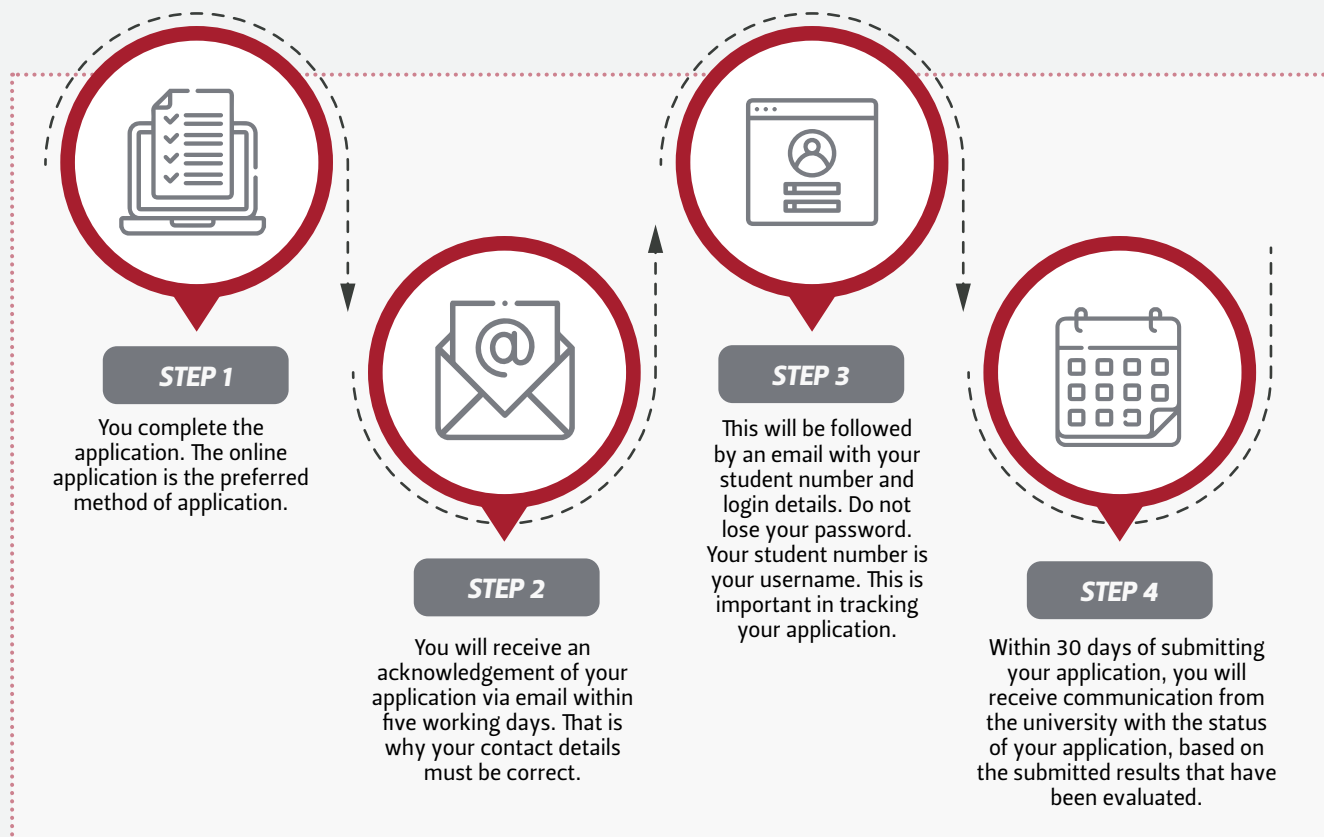 STEP 1
You complete the
application. The online
application is the preferred
method of application.
@
STEP 2
You will receive an
acknowledgement of your
application via email within
five working days. That is
why your contact details
must be correct.
STEP 3
This will be followed
by an email with your
student number and
login details. Do not
lose your password.
Your student number is
your username. This is
important in tracking
your application.
STEP 4
Within 30 days of submitting
your application, you will
receive communication from
the university with the status
of your application, based on
the submitted results that have
been evaluated.